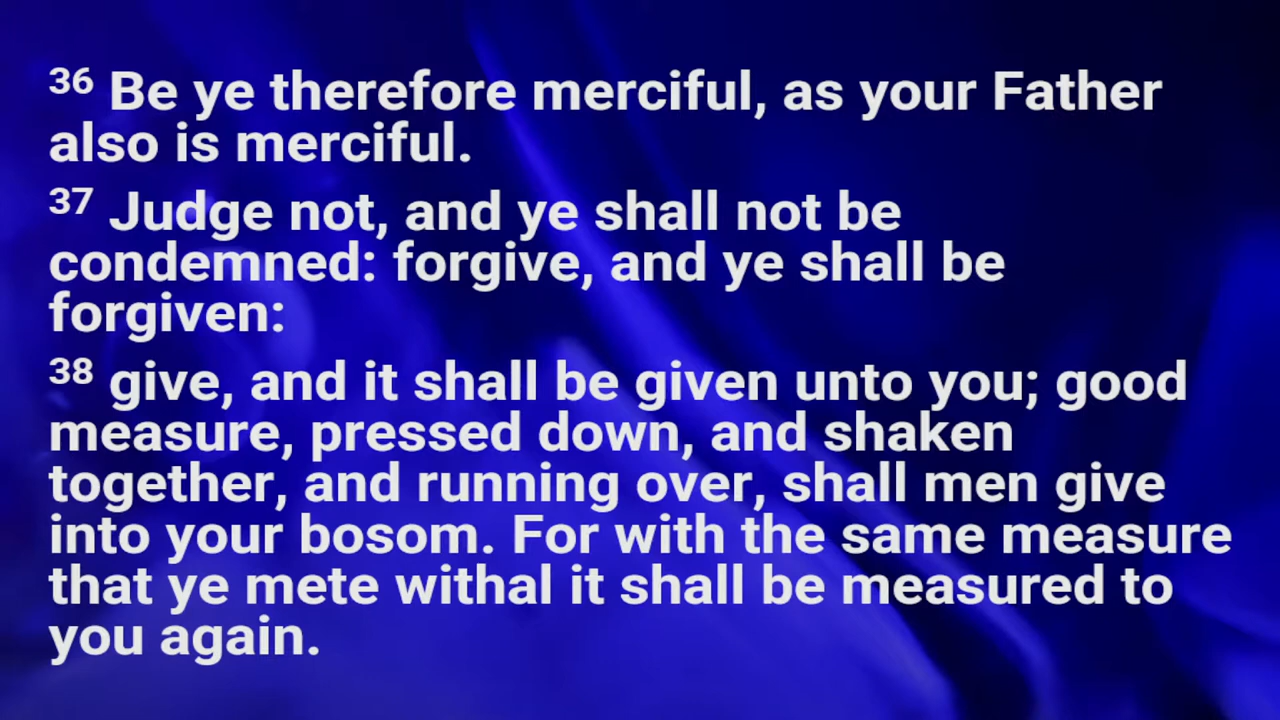 36 Be ye therefore merciful, as your Father
also is merciful.
37 Judge not, and ye shall not be
condemned: forgive, and ye shall be
forgiven:
38 give, and it shall be given unto you; good
measure, pressed down, and shaken
together, and running over, shall men give
into your bosom. For with the same measure
that ye mete withal it shall be measured to
you again.